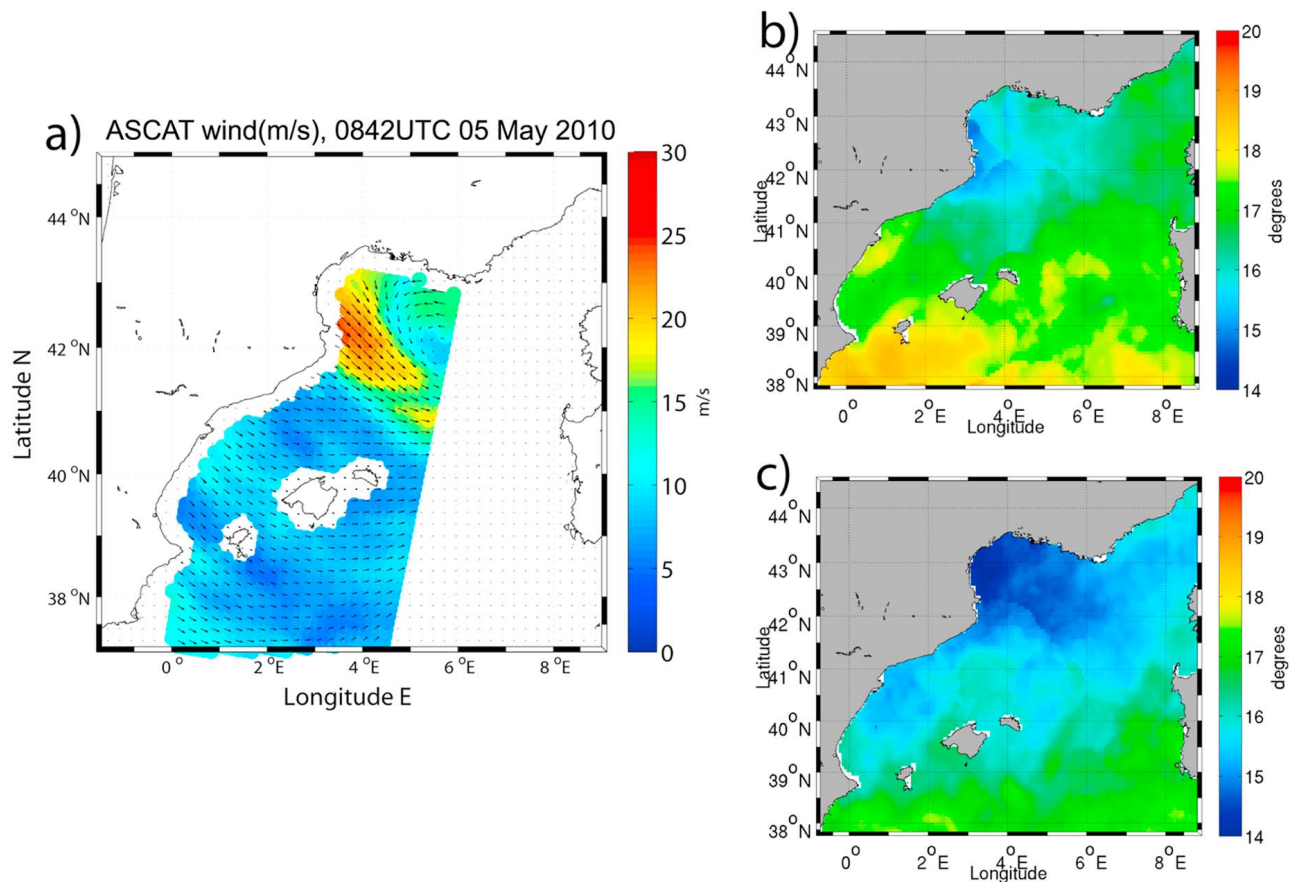 a) ASCAT wind(m/s), 0842UTC 05 May 2010
44 °N
42 °N
40 °N
38 °N
Latitude N
0° 2 °E 4 °E 6 °E 8 °E
Longitude E
30
25
20
15
10
5
0
m/s
b)
44° N
43° N
42° N
41° N
40° N
39° N
38° N
Latitude
0° 2° E 4° E 6° E 8° E
Longitude
20
19
18
17
16
15
14
degrees
c)
44° N
43° N
42° N
41° N
40° N
39° N
38° N
Latitude
0° 2° E 4° E 6° E 8° E
Longitude
20
19
18
17
16
15
14
degrees